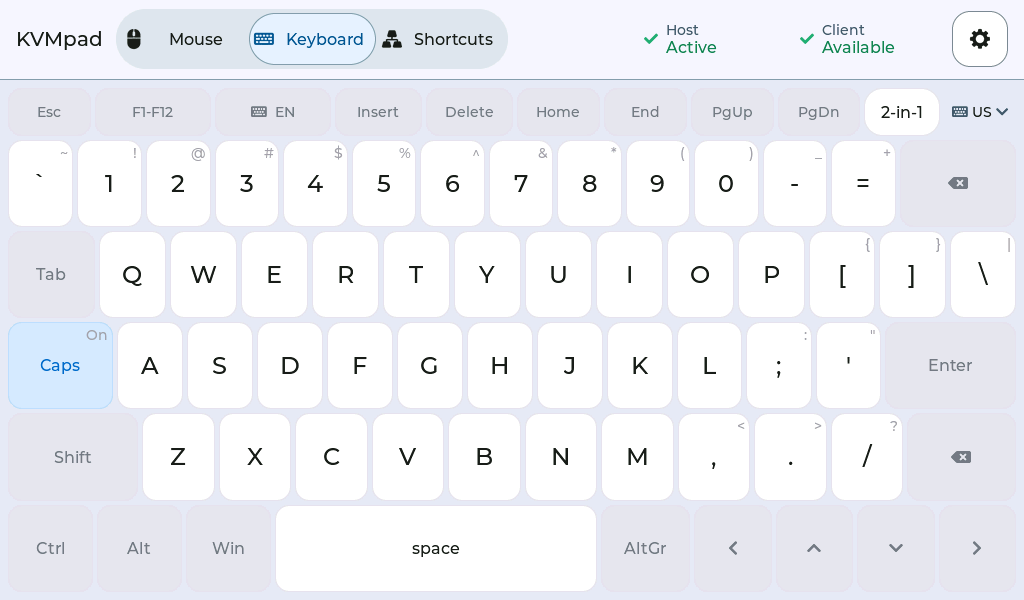 KVMpad Mouse Keyboard Shortcuts Host Active Client Available
Esc F1-F12 EN Insert Delete Home End PgUp PgDn 2-in-1 US
` ~ 1 ! 2 @ 3 # 4 $ 5 % 6 ^ 7 & 8 * 9 ( 0 ) - _ = +
Tab Q W E R T Y U I O P [ { ] } \ |
Caps On A S D F G H J K L ; : ' " Enter
Shift Z X C V B N M , < . > / ?
Ctrl Alt Win space AltGr